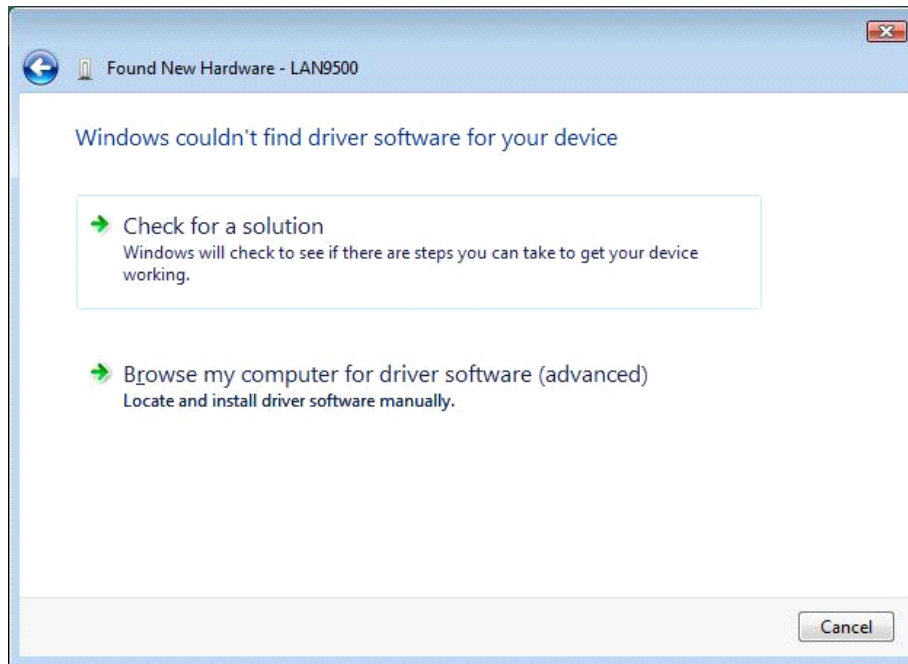 Found New Hardware - LAN9500
Windows couldn't find driver software for your device
Check for a solution
Windows will check to see if there are steps you can take to get your device
working.
Browse my computer for driver software (advanced)
Locate and install driver software manually.
Cancel